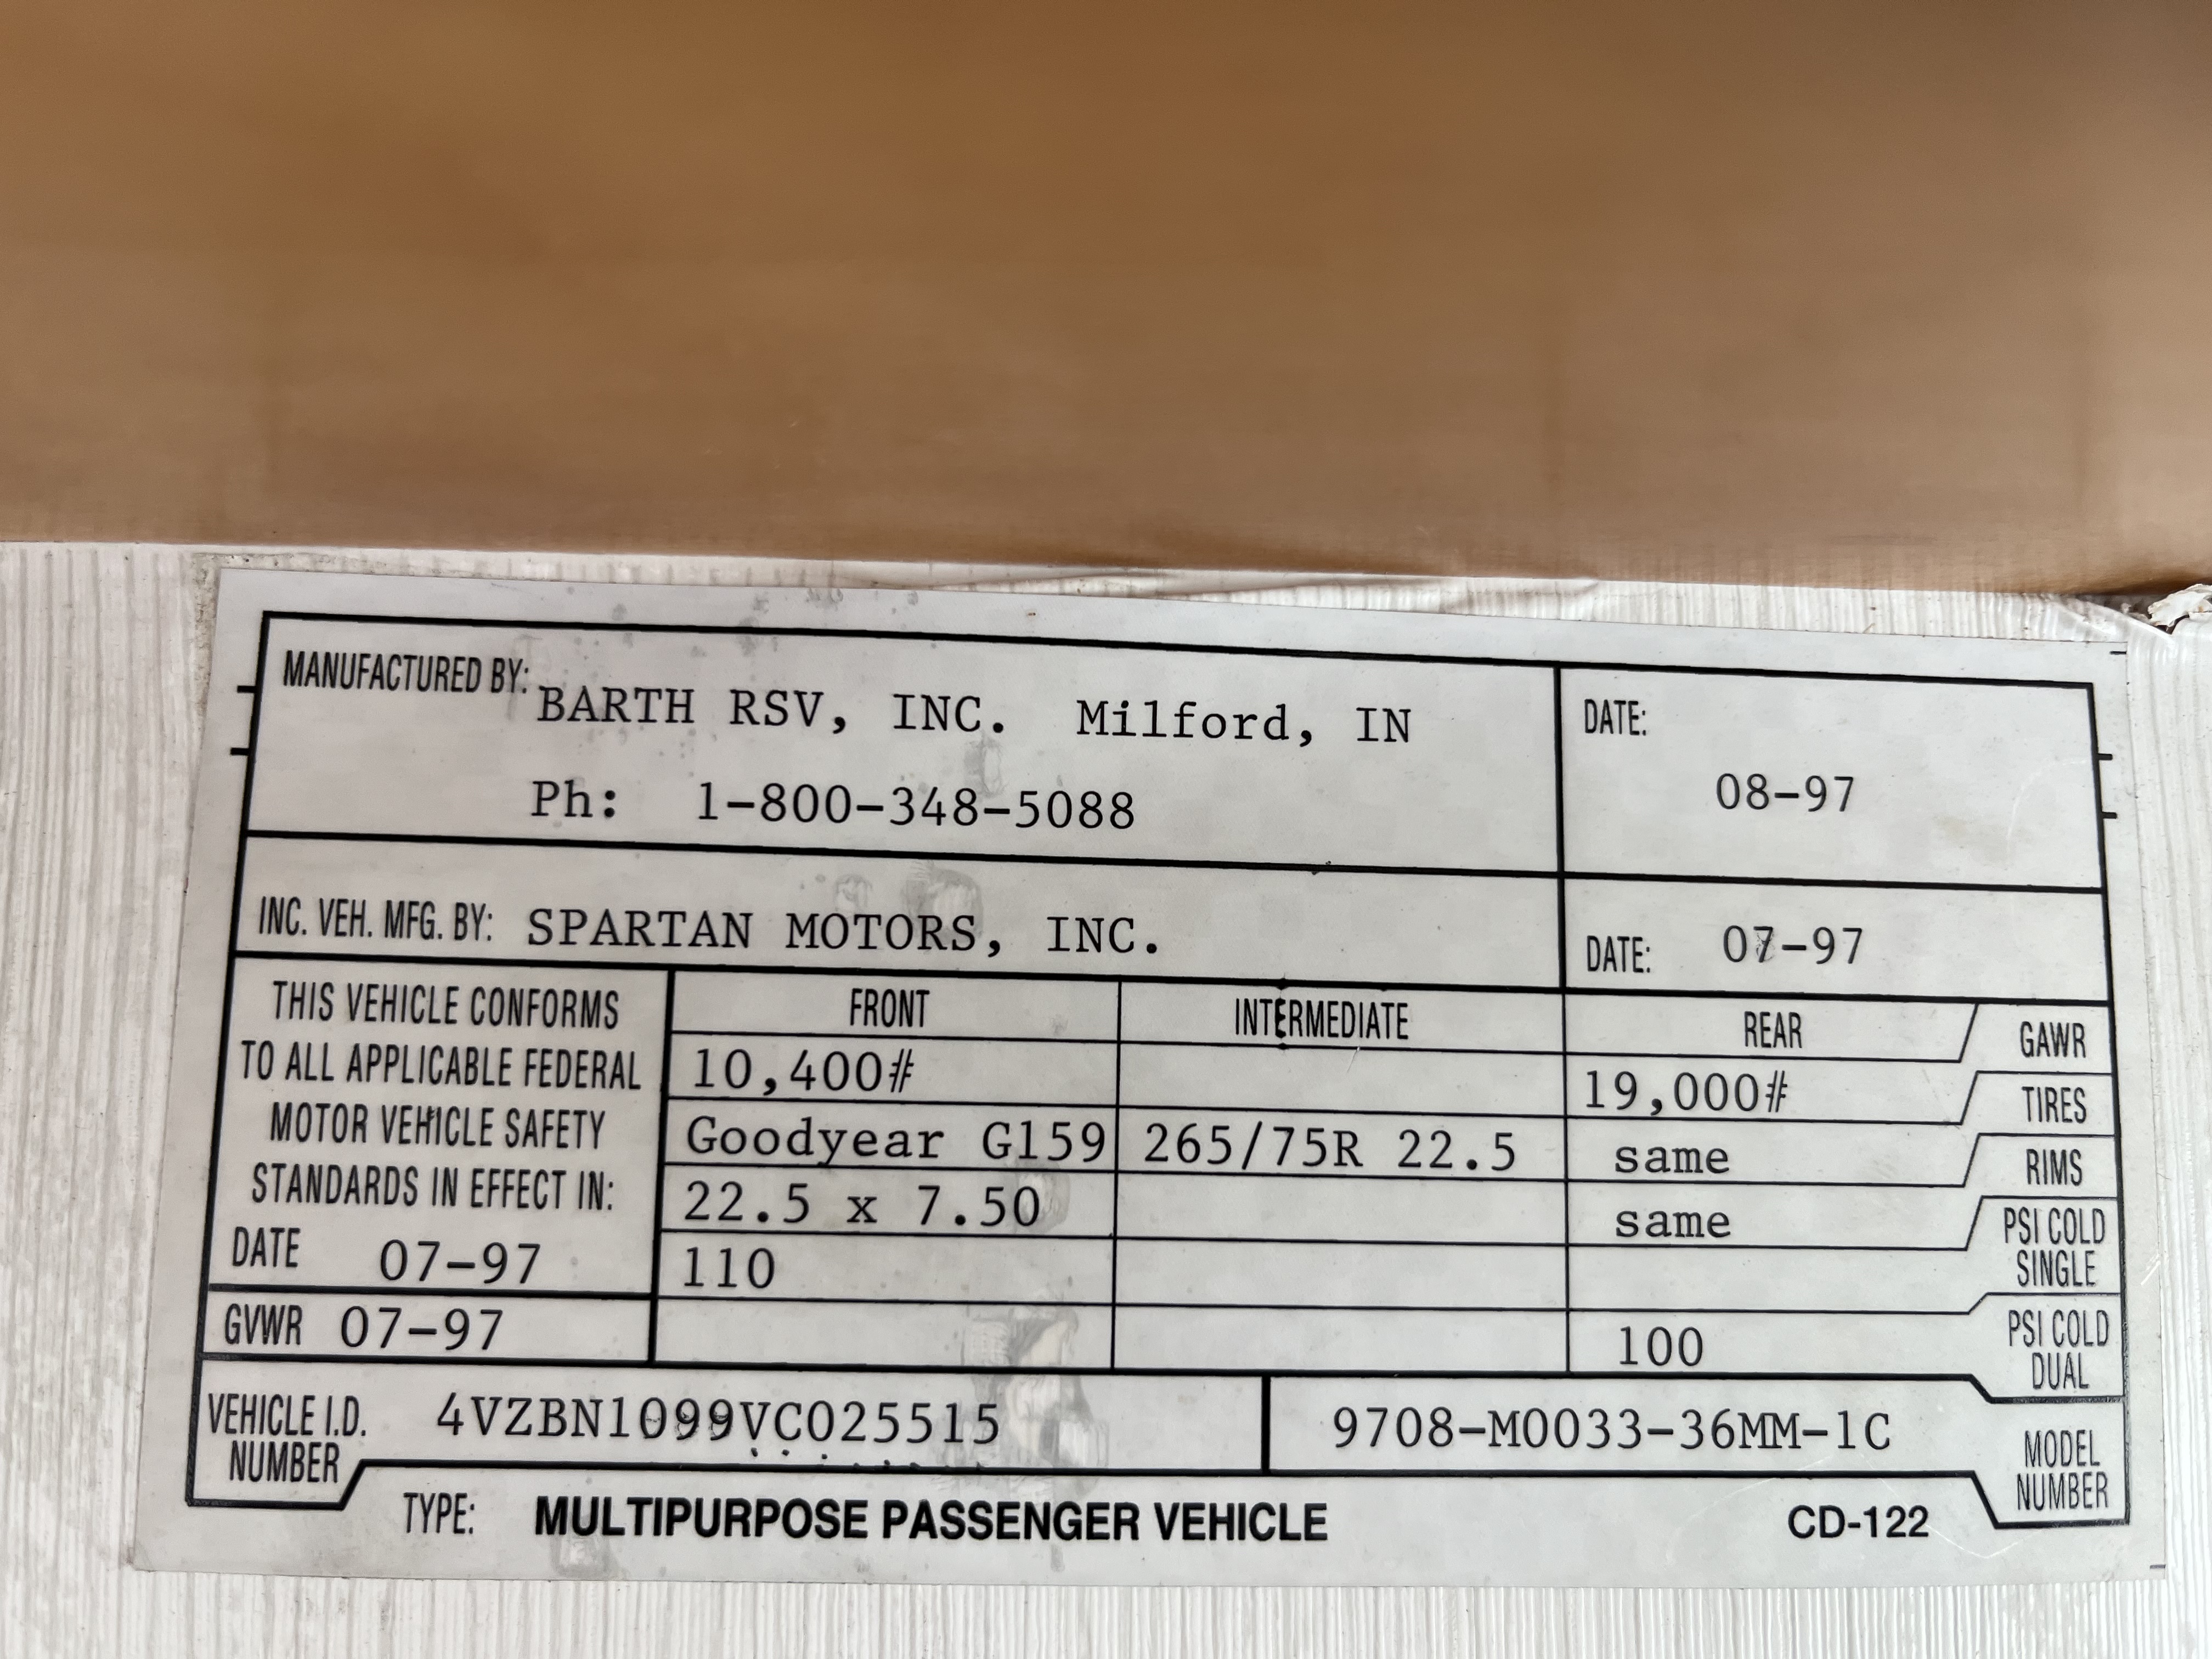 MANUFACTURED BY: BARTH RSV, INC. Milford, IN
Ph: 1-800-348-5088
DATE:
08-97
INC. VEH. MFG. BY: SPARTAN MOTORS, INC.
DATE: 07-97
THIS VEHICLE CONFORMS
TO ALL APPLICABLE FEDERAL
MOTOR VEHICLE SAFETY
STANDARDS IN EFFECT IN:
DATE 07-97
GVWR 07-97
FRONT INTERMEDIATE REAR
10,400# 19,000# GAWR
Goodyear G159 265/75R 22.5 same TIRES
22.5 x 7.50 same RIMS
110 PSI COLD
SINGLE
100 PSI COLD
DUAL
VEHICLE I.D.
NUMBER
4VZBN1099VC025515
9708-M0033-36MM-1C
MODEL
NUMBER
TYPE: MULTIPURPOSE PASSENGER VEHICLE CD-122